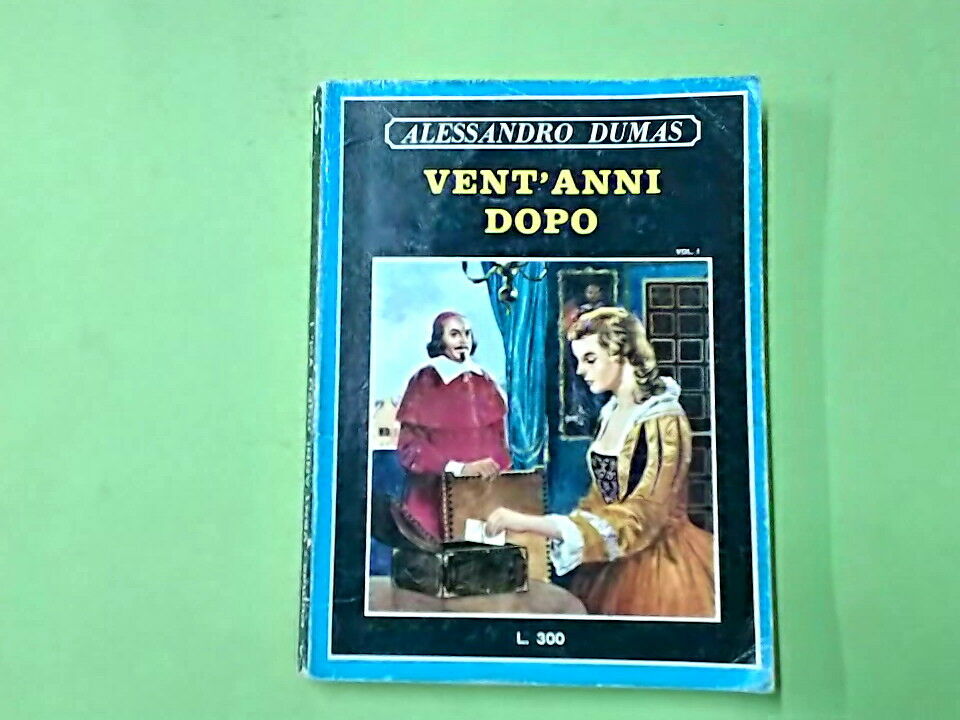 ALESSANDRO DUMAS
VENT'ANNI
DOPO
VOL. I
L. 300